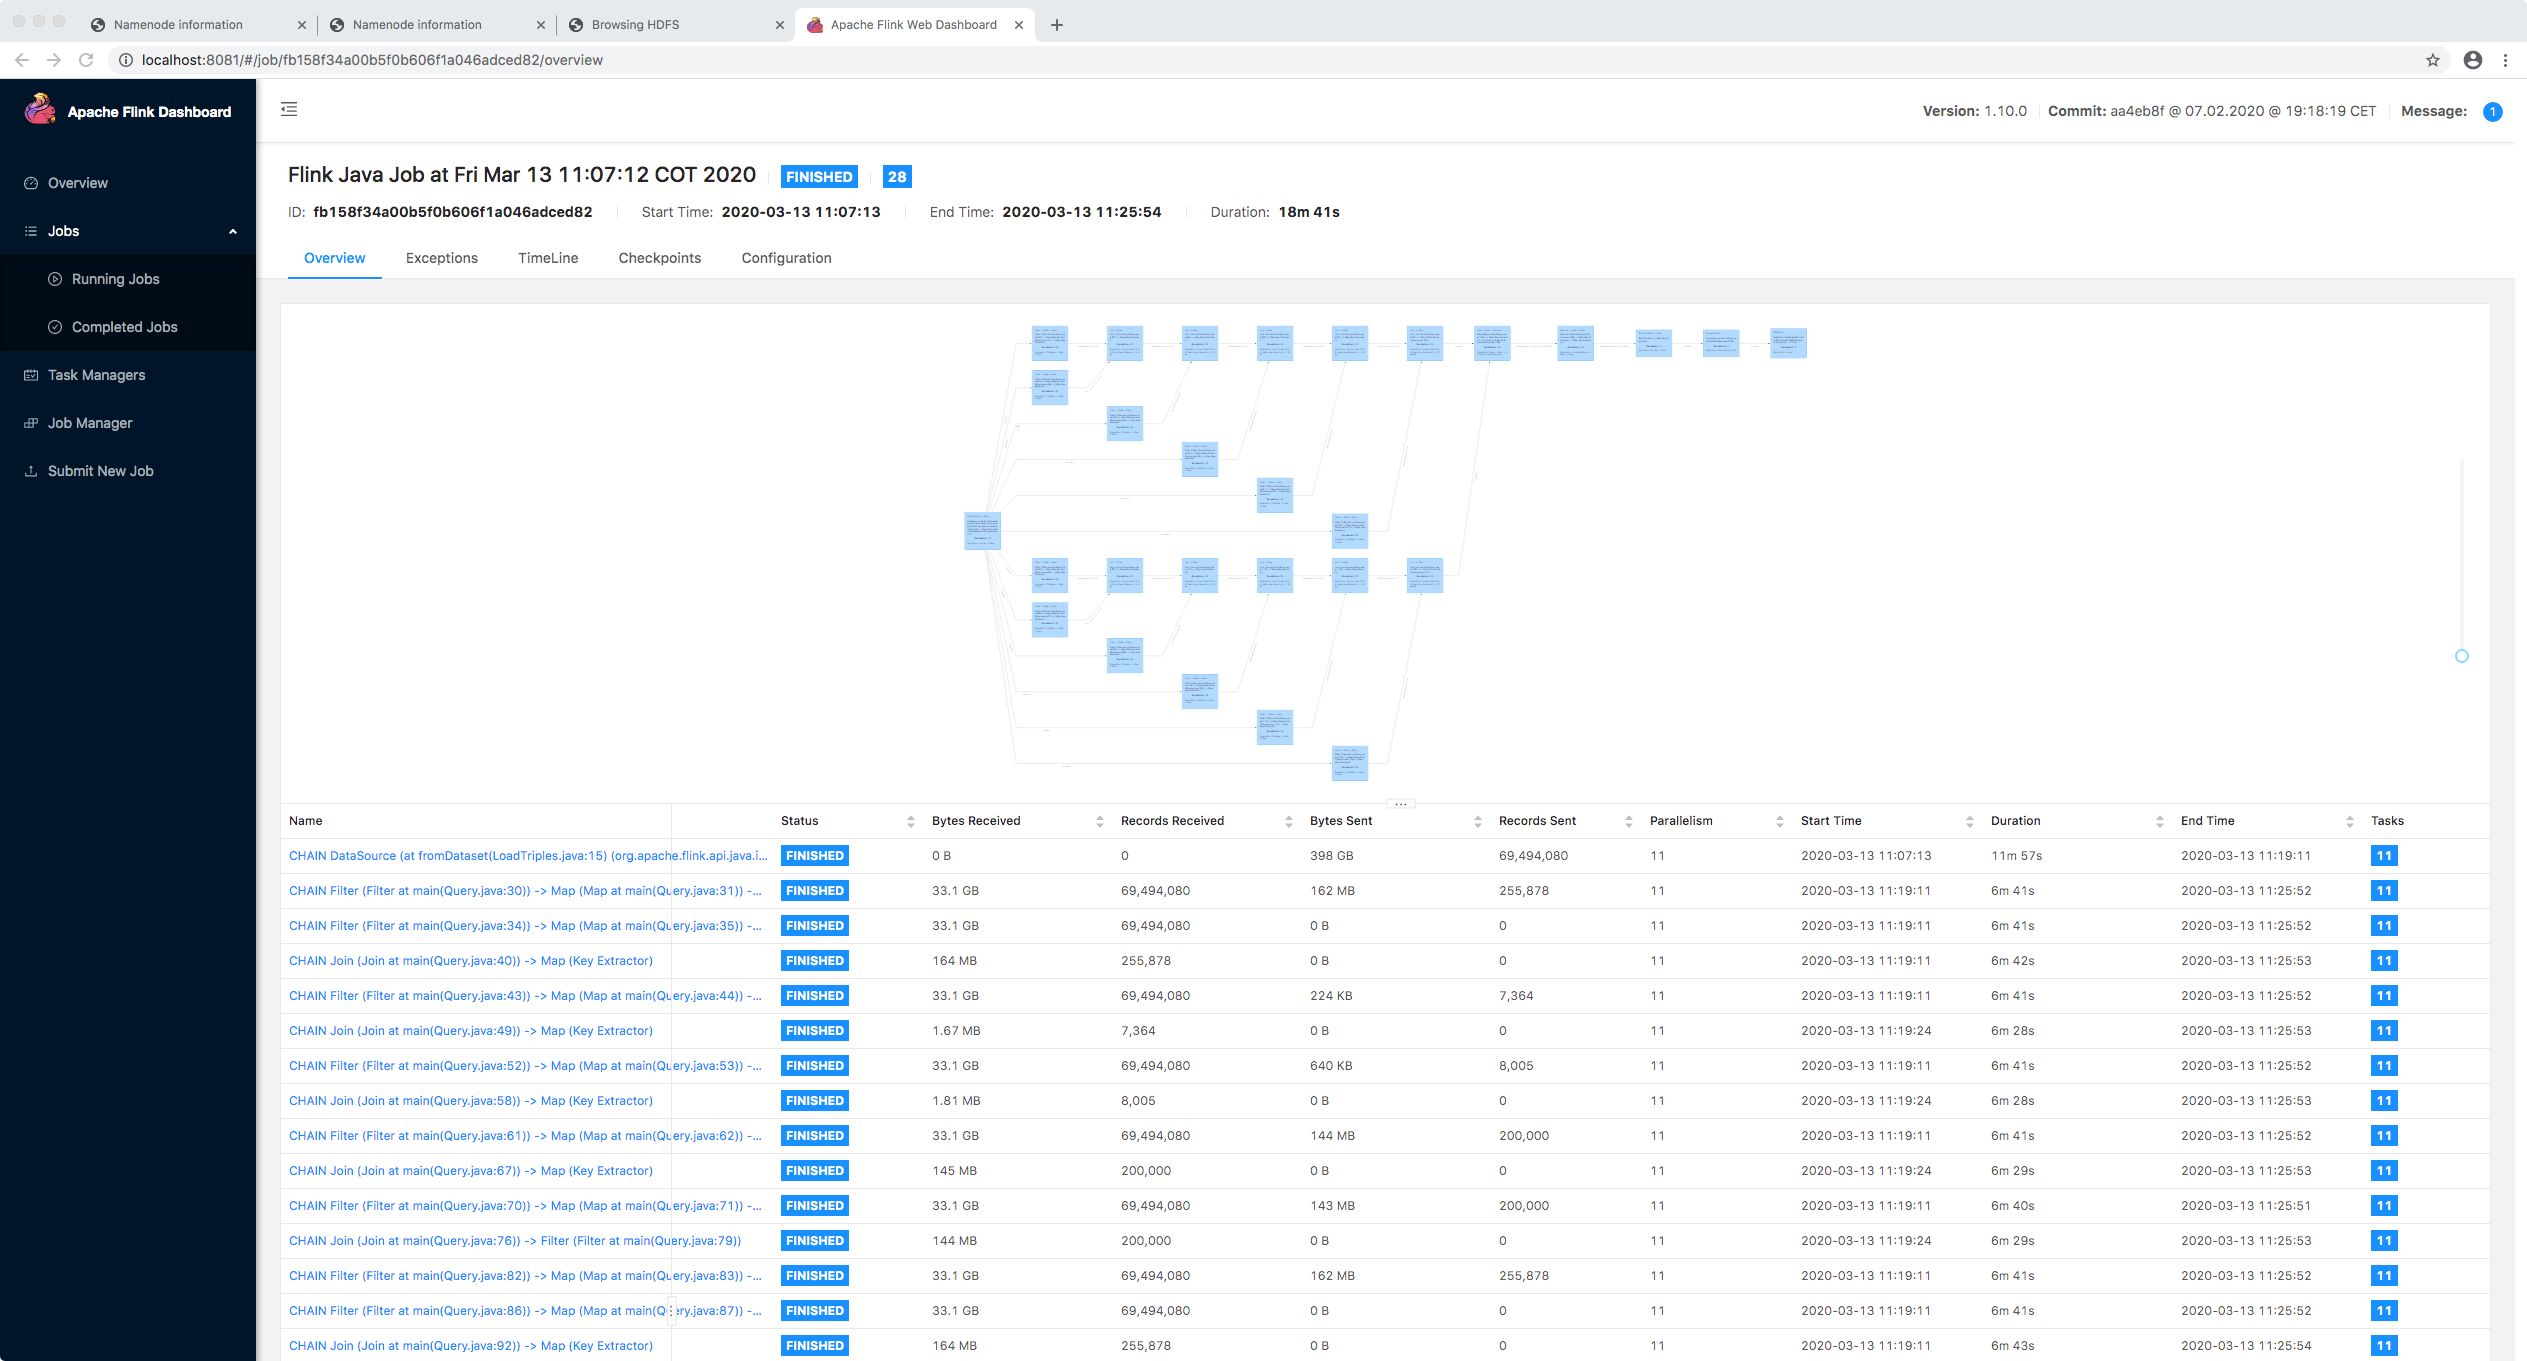 Namenode information
Namenode information
Browsing HDFS
Apache Flink Web Dashboard
localhost:8081/#/job/fb158f34a00b5f0b606f1a046adced82/overview
Apache Flink Dashboard
Version: 1.10.0 Commit: aa4eb8f @ 07.02.2020 @ 19:18:19 CET Message: 1
Overview
Jobs
Running Jobs
Completed Jobs
Task Managers
Job Manager
Submit New Job
Flink Java Job at Fri Mar 13 11:07:12 COT 2020 FINISHED 28
ID: fb158f34a00b5f0b606f1a046adced82 Start Time: 2020-03-13 11:07:13 End Time: 2020-03-13 11:25:54 Duration: 18m 41s
Overview Exceptions TimeLine Checkpoints Configuration
Name Status Bytes Received Records Received Bytes Sent Records Sent Parallelism Start Time Duration End Time Tasks
CHAIN DataSource (at fromDataset(LoadTriples.java:15) (org.apache.flink.api.java.i... FINISHED 0 B 0 398 GB 69,494,080 11 2020-03-13 11:07:13 11m 57s 2020-03-13 11:19:11 11
CHAIN Filter (Filter at main(Query.java:30)) -> Map (Map at main(Query.java:31)) -... FINISHED 33.1 GB 69,494,080 162 MB 255,878 11 2020-03-13 11:19:11 6m 41s 2020-03-13 11:25:52 11
CHAIN Filter (Filter at main(Query.java:34)) -> Map (Map at main(Query.java:35)) -... FINISHED 33.1 GB 69,494,080 0 B 0 11 2020-03-13 11:19:11 6m 41s 2020-03-13 11:25:52 11
CHAIN Join (Join at main(Query.java:40)) -> Map (Key Extractor) FINISHED 164 MB 255,878 0 B 0 11 2020-03-13 11:19:11 6m 42s 2020-03-13 11:25:53 11
CHAIN Filter (Filter at main(Query.java:43)) -> Map (Map at main(Query.java:44)) -... FINISHED 33.1 GB 69,494,080 224 KB 7,364 11 2020-03-13 11:19:11 6m 41s 2020-03-13 11:25:52 11
CHAIN Join (Join at main(Query.java:49)) -> Map (Key Extractor) FINISHED 1.67 MB 7,364 0 B 0 11 2020-03-13 11:19:24 6m 28s 2020-03-13 11:25:53 11
CHAIN Filter (Filter at main(Query.java:52)) -> Map (Map at main(Query.java:53)) -... FINISHED 33.1 GB 69,494,080 640 KB 8,005 11 2020-03-13 11:19:11 6m 41s 2020-03-13 11:25:52 11
CHAIN Join (Join at main(Query.java:58)) -> Map (Key Extractor) FINISHED 1.81 MB 8,005 0 B 0 11 2020-03-13 11:19:24 6m 28s 2020-03-13 11:25:53 11
CHAIN Filter (Filter at main(Query.java:61)) -> Map (Map at main(Query.java:62)) -... FINISHED 33.1 GB 69,494,080 144 MB 200,000 11 2020-03-13 11:19:11 6m 41s 2020-03-13 11:25:52 11
CHAIN Join (Join at main(Query.java:67)) -> Map (Key Extractor) FINISHED 145 MB 200,000 0 B 0 11 2020-03-13 11:19:24 6m 29s 2020-03-13 11:25:53 11
CHAIN Filter (Filter at main(Query.java:70)) -> Map (Map at main(Query.java:71)) -... FINISHED 33.1 GB 69,494,080 143 MB 200,000 11 2020-03-13 11:19:11 6m 40s 2020-03-13 11:25:51 11
CHAIN Join (Join at main(Query.java:76)) -> Filter (Filter at main(Query.java:79)) FINISHED 144 MB 200,000 0 B 0 11 2020-03-13 11:19:24 6m 29s 2020-03-13 11:25:53 11
CHAIN Filter (Filter at main(Query.java:82)) -> Map (Map at main(Query.java:83)) -... FINISHED 33.1 GB 69,494,080 162 MB 255,878 11 2020-03-13 11:19:11 6m 41s 2020-03-13 11:25:52 11
CHAIN Filter (Filter at main(Query.java:86)) -> Map (Map at main(Query.java:87)) -... FINISHED 33.1 GB 69,494,080 0 B 0 11 2020-03-13 11:19:11 6m 41s 2020-03-13 11:25:52 11
CHAIN Join (Join at main(Query.java:92)) -> Map (Key Extractor) FINISHED 164 MB 255,878 0 B 0 11 2020-03-13 11:19:11 6m 43s 2020-03-13 11:25:54 11